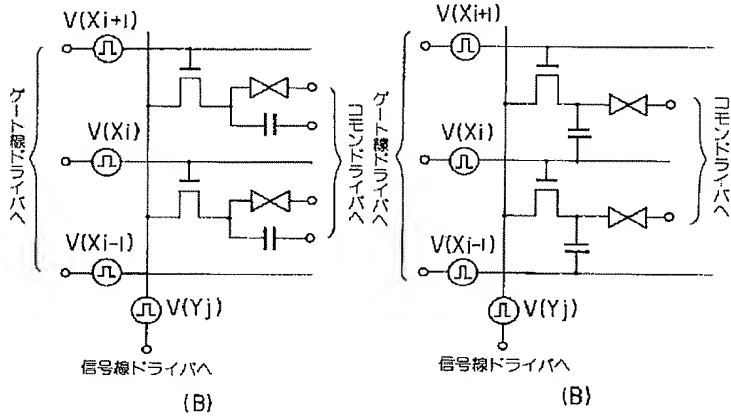 V(Xi+1)
V(Xi)
V(Xi-1)
ゲート線ドライバへ
コモンドライバへ
V(Yj)
信号線ドライバへ
(B)
V(Xi+1)
V(Xi)
V(Xi-1)
ゲート線ドライバへ
コモンドライバへ
V(Yj)
信号線ドライバへ
(B)